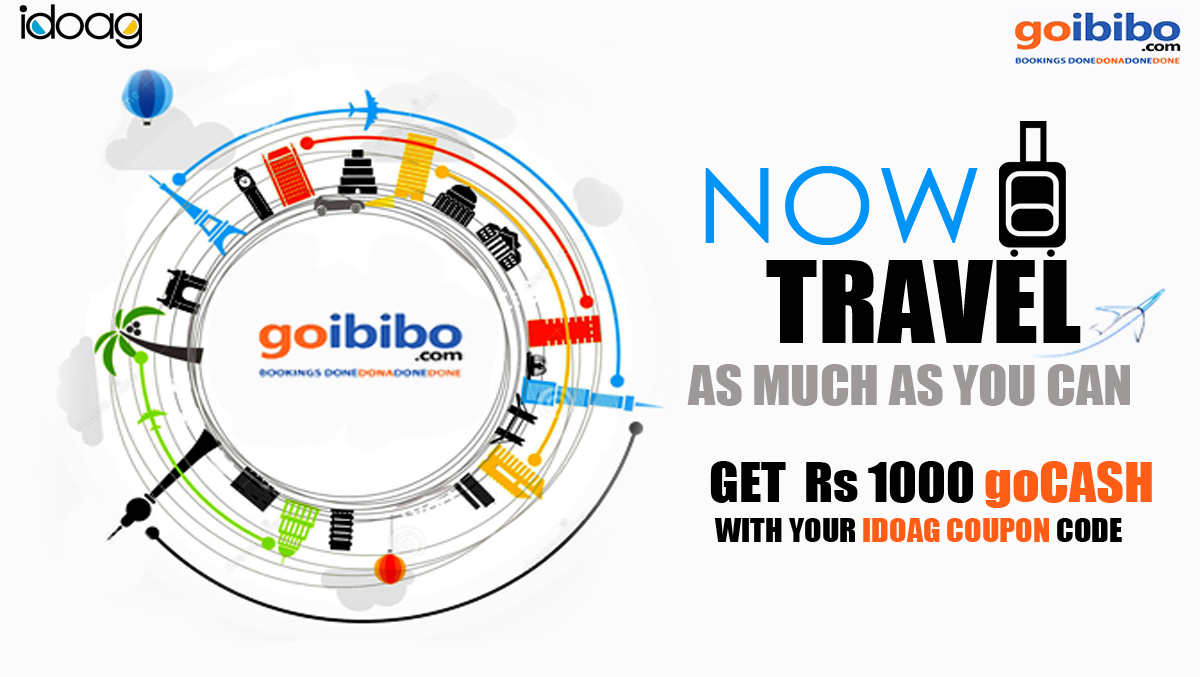 idoag
goibibo
.com
BOOKINGS DONEDONADONEDONE
NOW
TRAVEL
AS MUCH AS YOU CAN
GET Rs 1000 goCASH
WITH YOUR IDOAG COUPON CODE
goibibo
.com
BOOKINGS DONEDONADONEDONE